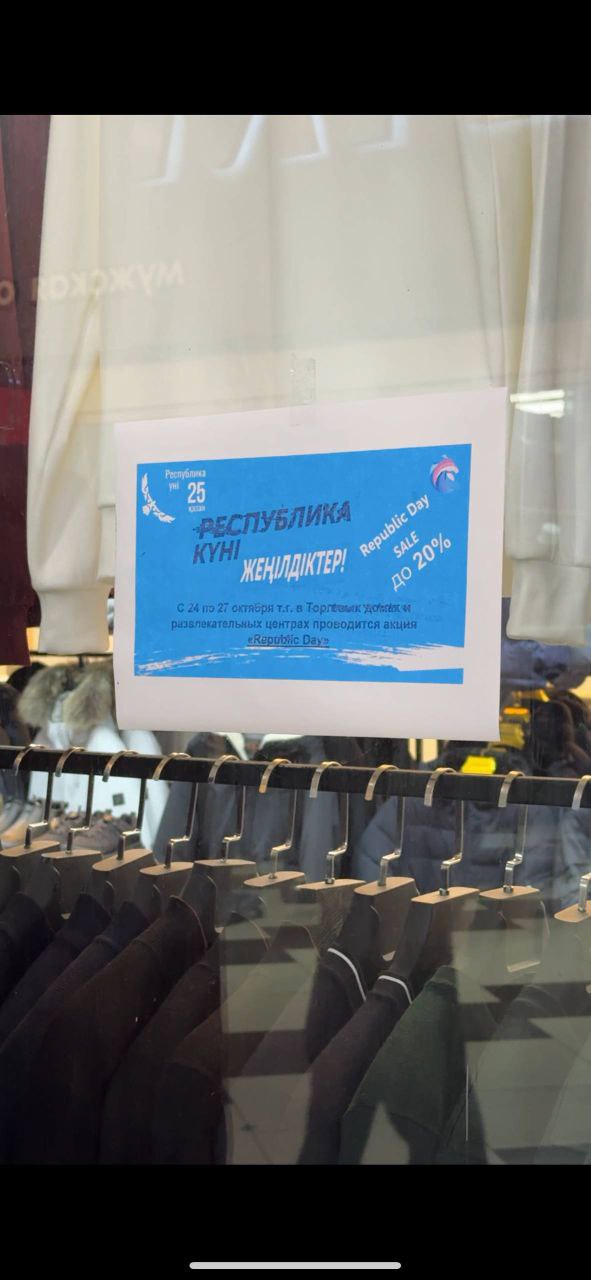 Республика
күні
25
қазан
РЕСПУБЛИКА
КҮНІ
ЖЕҢІЛДІКТЕР!
Republic Day
SALE
ДО 20%
С 24 по 27 октября т.г. в Торговых домах и
развлекательных центрах проводится акция
«Republic Day»
мужская о